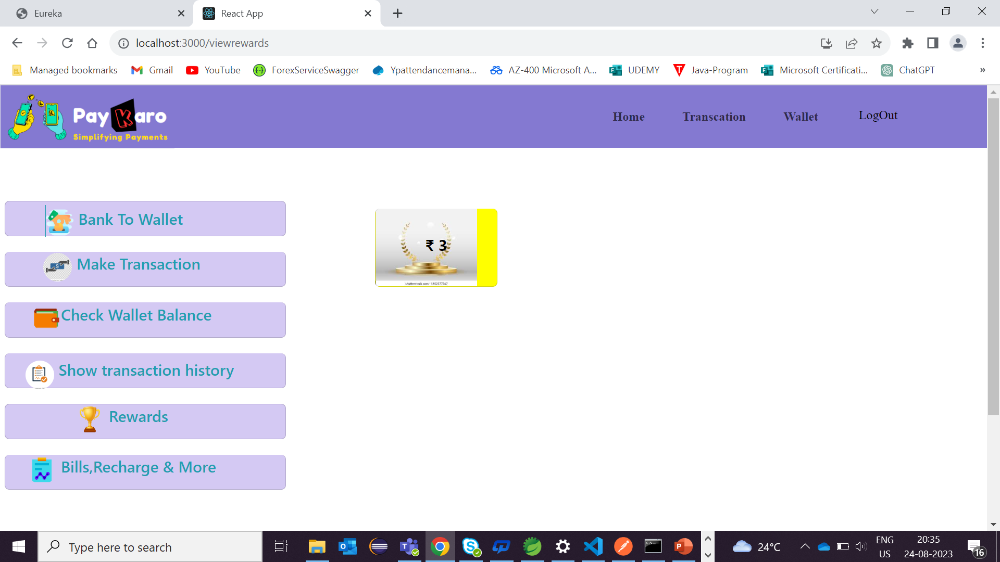 Eureka
React App
localhost:3000/viewrewards
Managed bookmarks
Gmail
YouTube
ForexServiceSwagger
Ypattendancemana...
AZ-400 Microsoft A...
UDEMY
Java-Program
Microsoft Certificati...
ChatGPT
»
PayKaro
Simplifying Payments
Home
Transcation
Wallet
LogOut
Bank To Wallet
Make Transaction
Check Wallet Balance
Show transaction history
Rewards
Bills,Recharge & More
₹ 3
shutterstock.com · 1452577367
Type here to search
24°C
ENG
US
20:35
24-08-2023
16